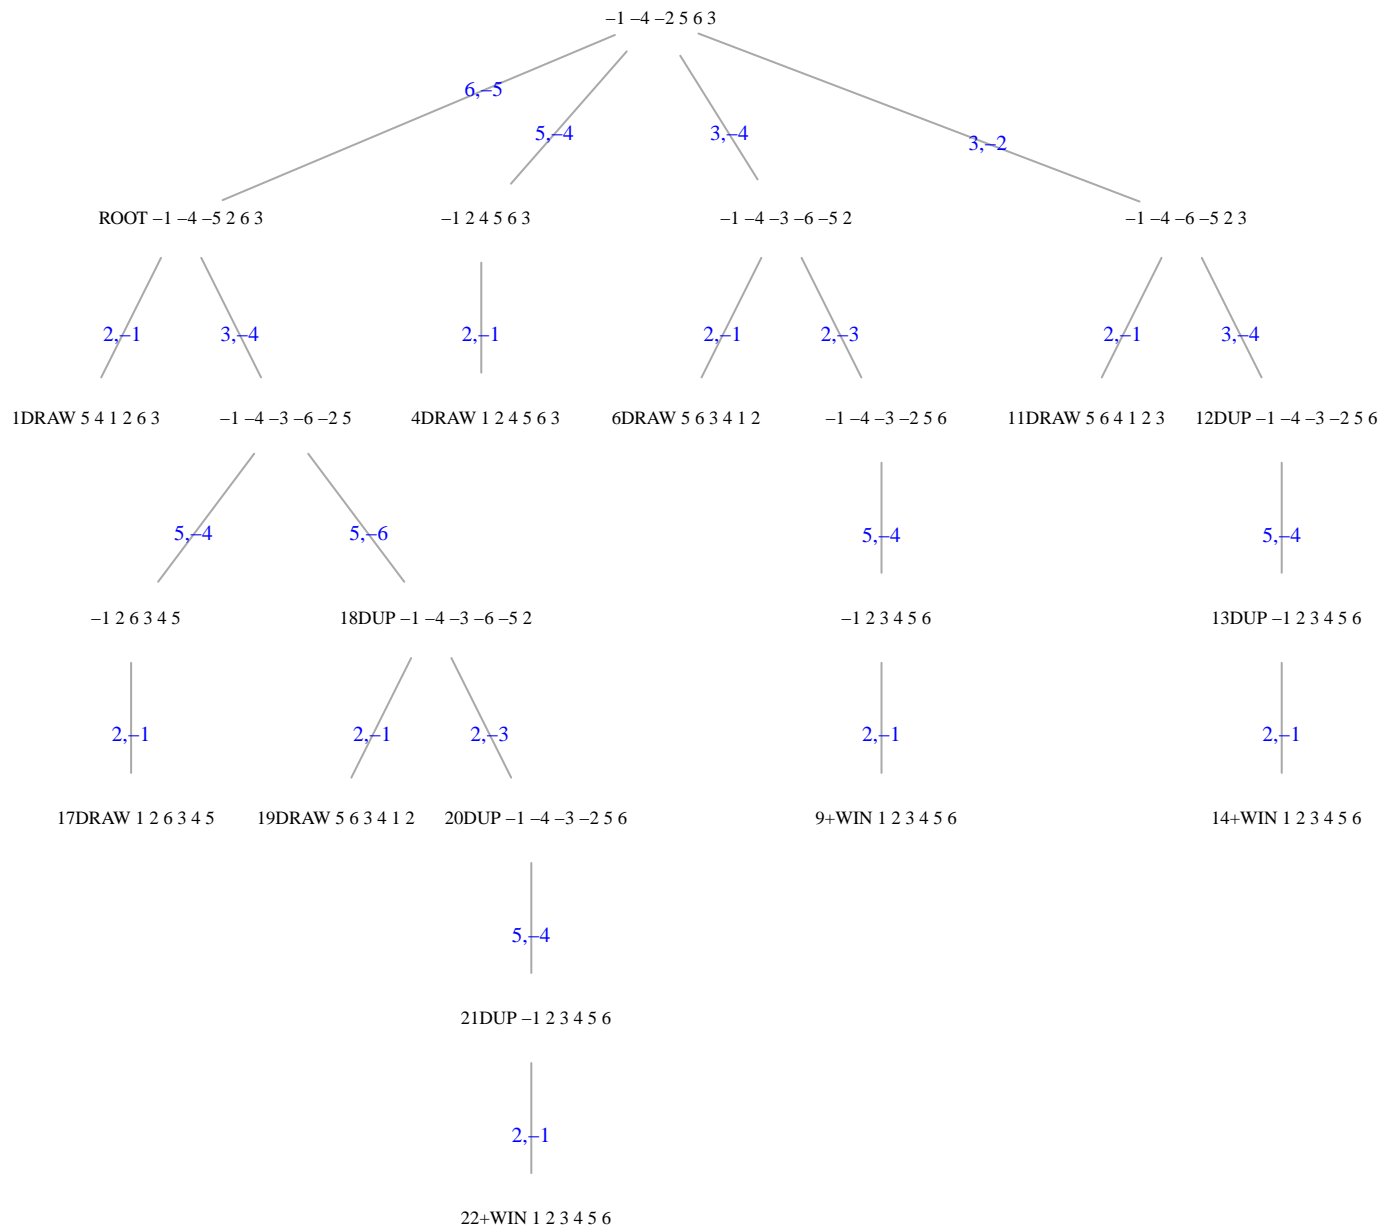 –1 –4 –2 5 6 3
6,–5
5,–4
3,–4
3,–2
ROOT –1 –4 –5 2 6 3
–1 2 4 5 6 3
–1 –4 –3 –6 –5 2
–1 –4 –6 –5 2 3
2,–1
3,–4
2,–1
2,–1
2,–3
2,–1
3,–4
1DRAW 5 4 1 2 6 3
–1 –4 –3 –6 –2 5
4DRAW 1 2 4 5 6 3
6DRAW 5 6 3 4 1 2
–1 –4 –3 –2 5 6
11DRAW 5 6 4 1 2 3
12DUP –1 –4 –3 –2 5 6
5,–4
5,–6
5,–4
5,–4
–1 2 6 3 4 5
18DUP –1 –4 –3 –6 –5 2
–1 2 3 4 5 6
13DUP –1 2 3 4 5 6
2,–1
2,–1
2,–3
2,–1
2,–1
17DRAW 1 2 6 3 4 5
19DRAW 5 6 3 4 1 2
20DUP –1 –4 –3 –2 5 6
9+WIN 1 2 3 4 5 6
14+WIN 1 2 3 4 5 6
5,–4
21DUP –1 2 3 4 5 6
2,–1
22+WIN 1 2 3 4 5 6